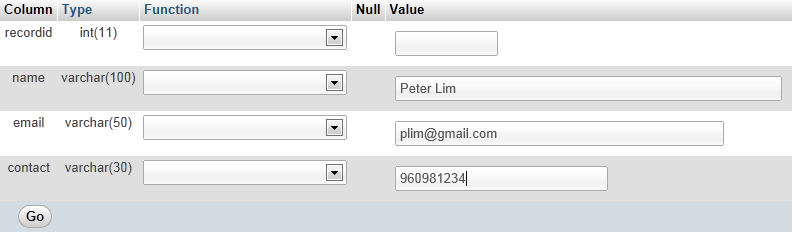 Column Type Function Null Value
recordid int(11)
name varchar(100) Peter Lim
email varchar(50) plim@gmail.com
contact varchar(30) 960981234
Go